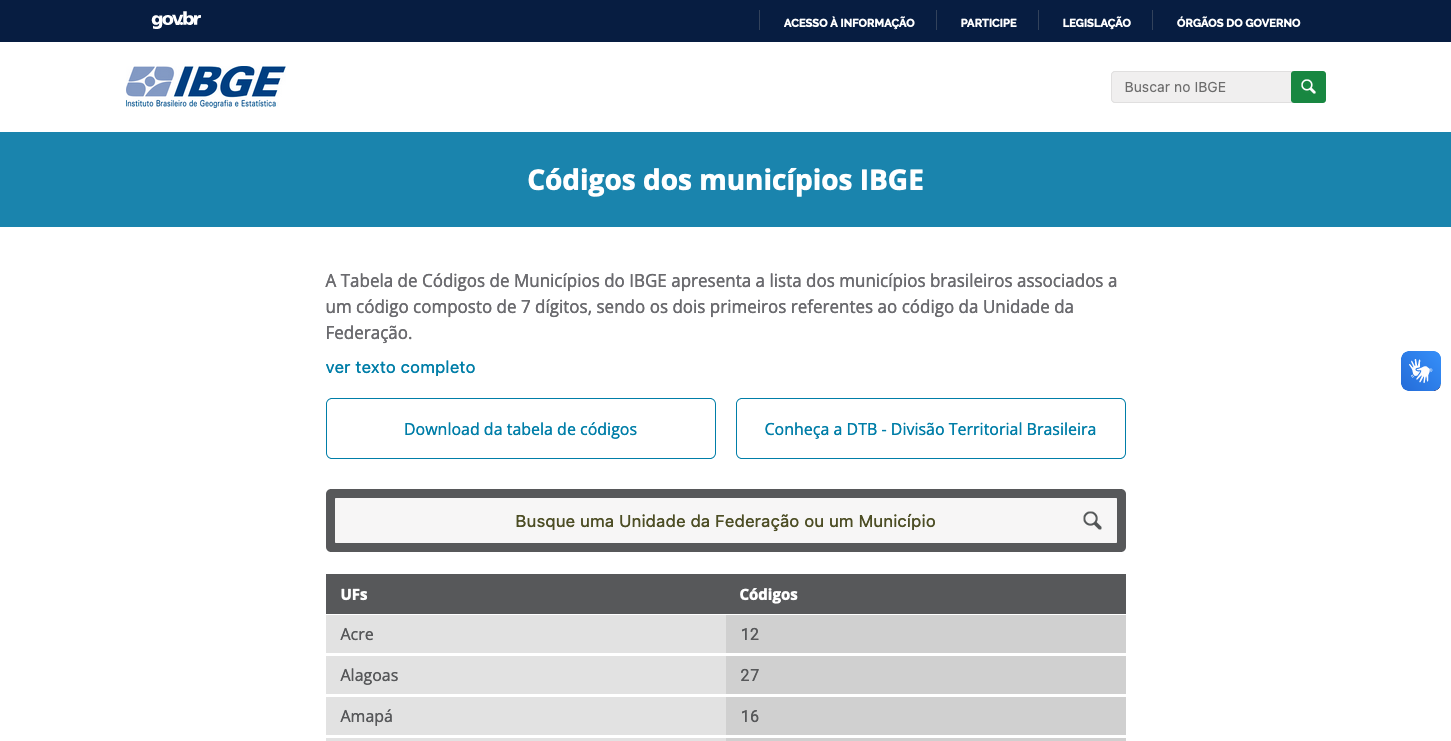 gov.br
ACESSO À INFORMAÇÃO
PARTICIPE
LEGISLAÇÃO
ÓRGÃOS DO GOVERNO
IBGE
Instituto Brasileiro de Geografia e Estatística
Buscar no IBGE
Códigos dos municípios IBGE
A Tabela de Códigos de Municípios do IBGE apresenta a lista dos municípios brasileiros associados a
um código composto de 7 dígitos, sendo os dois primeiros referentes ao código da Unidade da
Federação.
ver texto completo
Download da tabela de códigos
Conheça a DTB - Divisão Territorial Brasileira
Busque uma Unidade da Federação ou um Município
UFs Códigos
Acre 12
Alagoas 27
Amapá 16